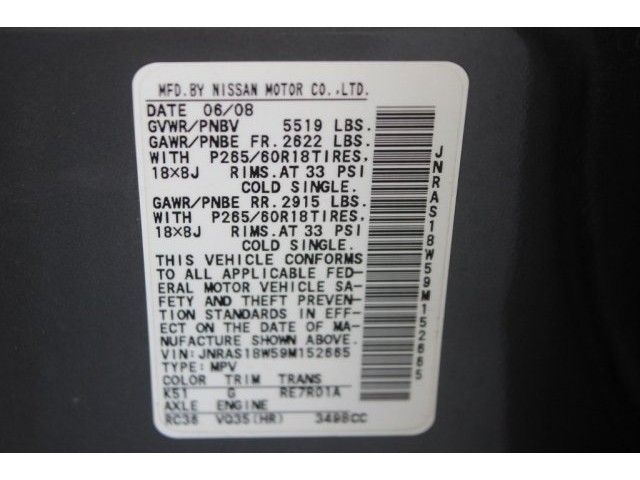 MFD.BY NISSAN MOTOR CO.,LTD.
DATE 06/08
GVWR/PNBV 5519 LBS.
GAWR/PNBE FR. 2622 LBS.
WITH P265/60R18TIRES,
18×8J RIMS.AT 33 PSI
COLD SINGLE.
GAWR/PNBE RR. 2915 LBS.
WITH P265/60R18TIRES,
18×8J RIMS.AT 33 PSI
COLD SINGLE.
THIS VEHICLE CONFORMS
TO ALL APPLICABLE FED-
ERAL MOTOR VEHICLE SA-
FETY AND THEFT PREVEN-
TION STANDARDS IN EFF-
ECT ON THE DATE OF MA-
NUFACTURE SHOWN ABOVE.
VIN: JNRAS18W59M152665
TYPE: MPV
COLOR TRIM TRANS
K51 G RE7R01A
AXLE ENGINE
RC38 VQ35(HR) 3498CC
JNRAS18W59M152665